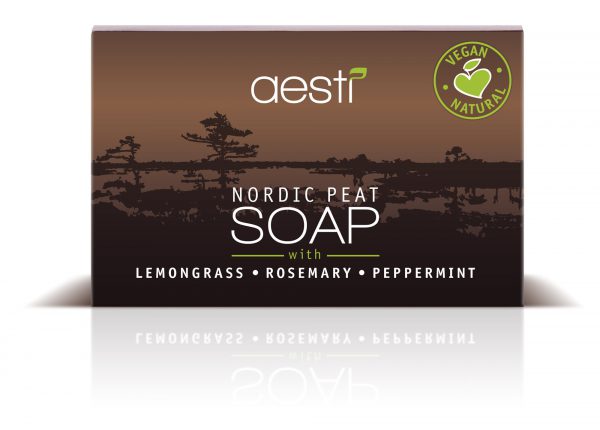 aesti
VEGAN
NATURAL
NORDIC PEAT
SOAP
with
LEMONGRASS • ROSEMARY • PEPPERMINT